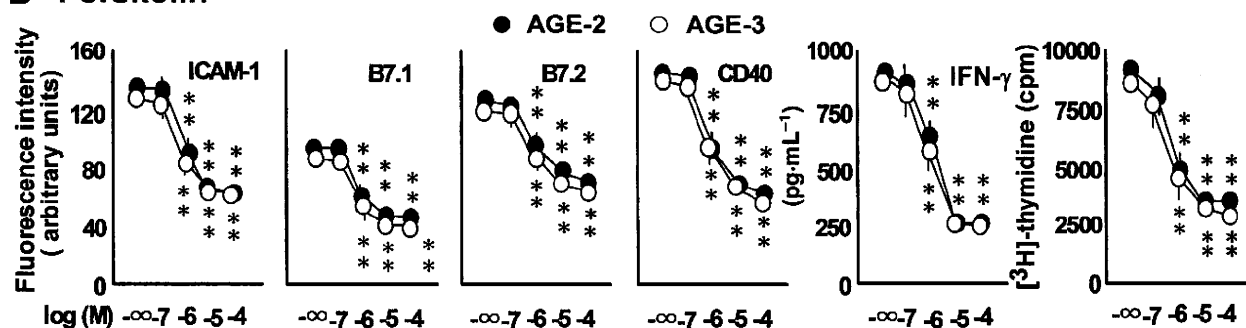 AGE-2 AGE-3
Fluorescence intensity
( arbitrary units)
160
120
80
40
0
ICAM-1
B7.1
B7.2
CD40
1000
750
500
250
0
(pg·mL⁻¹)
IFN-γ
10000
7500
5000
2500
0
[³H]-thymidine (cpm)
log (M) -∞ -7 -6 -5 -4 -∞ -7 -6 -5 -4 -∞ -7 -6 -5 -4 -∞ -7 -6 -5 -4 -∞ -7 -6 -5 -4 -∞ -7 -6 -5 -4